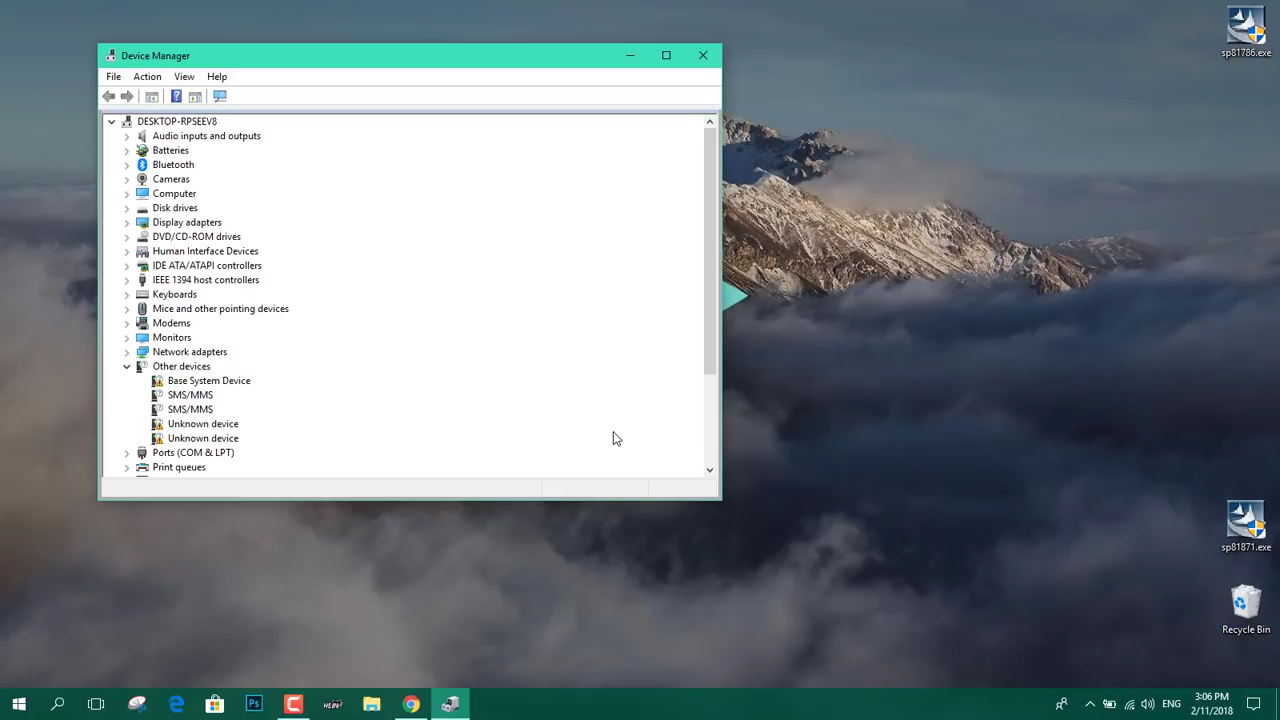 sp81786.exe
Device Manager
File Action View Help
DESKTOP-RPSEEV8
Audio inputs and outputs
Batteries
Bluetooth
Cameras
Computer
Disk drives
Display adapters
DVD/CD-ROM drives
Human Interface Devices
IDE ATA/ATAPI controllers
IEEE 1394 host controllers
Keyboards
Mice and other pointing devices
Modems
Monitors
Network adapters
Other devices
Base System Device
SMS/MMS
SMS/MMS
Unknown device
Unknown device
Ports (COM & LPT)
Print queues
sp81871.exe
Recycle Bin
Ps
ENG
3:06 PM
2/11/2018